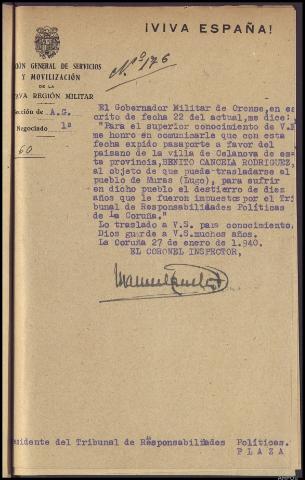 ¡VIVA ESPAÑA!
IÓN GENERAL DE SERVICIOS
Y MOVILIZACIÓN
DE LA
AVA REGIÓN MILITAR
ección de A.G.
Negociado 1ª
60
Nº 176
El Gobernador Militar de Orense, en es
crito de fecha 22 del actual, me dice:
"Para el superior conocimiento de V.E
me honro en comunicarle que con esta
fecha expido pasaporte a favor del
paisano de la villa de Celanova de es
ta provincia, BENITO CANCELA RODRIGUEZ,
al objeto de que pueda trasladarse al
pueblo de Muras (Lugo), para sufrir
en dicho pueblo el destierro de diez
años que le fueron impuestos por el Tri
bunal de Responsabilidades Políticas
de la Coruña."
Lo traslado a V.S. para conocimiento.
Dios guarde a V.S. muchos años.
La Coruña 27 de enero de 1.940.
EL CORONEL INSPECTOR,
Manuel
esidente del Tribunal de Responsabilidades Políticas.
P L A Z A